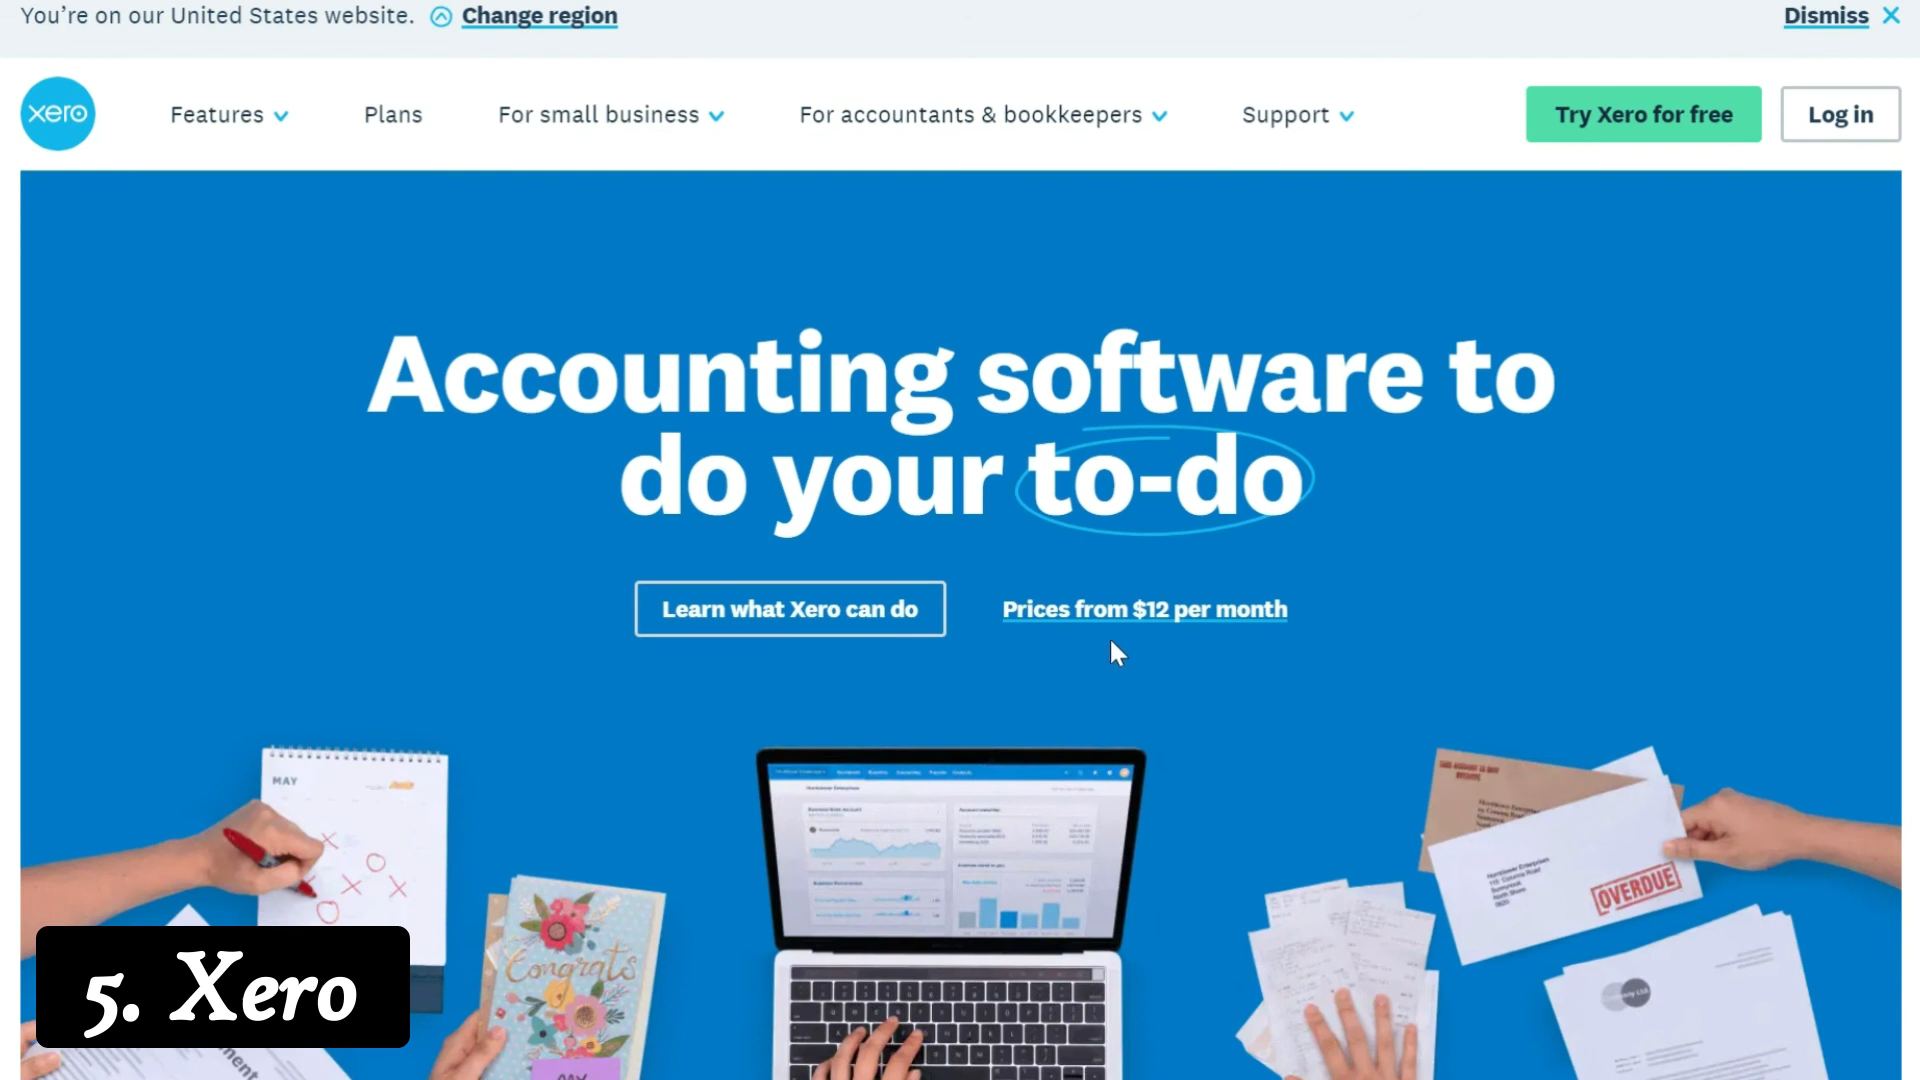 You’re on our United States website. Change region
Dismiss
xero
Features
Plans
For small business
For accountants & bookkeepers
Support
Try Xero for free
Log in
Accounting software to
do your to-do
Learn what Xero can do
Prices from $12 per month
MAY
OVERDUE
Congrats
5. Xero